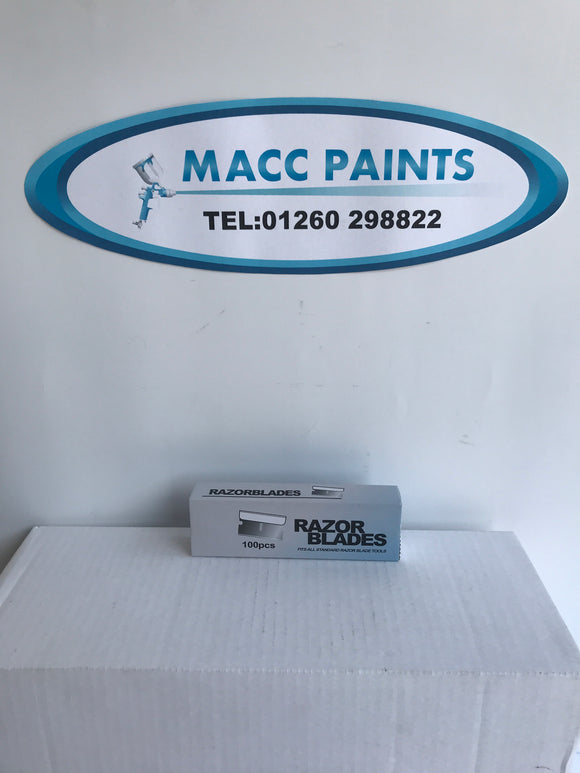 MACC PAINTS
TEL:01260 298822
RAZORBLADES
RAZOR
BLADES
100pcs
FITS ALL STANDARD RAZOR BLADE TOOLS